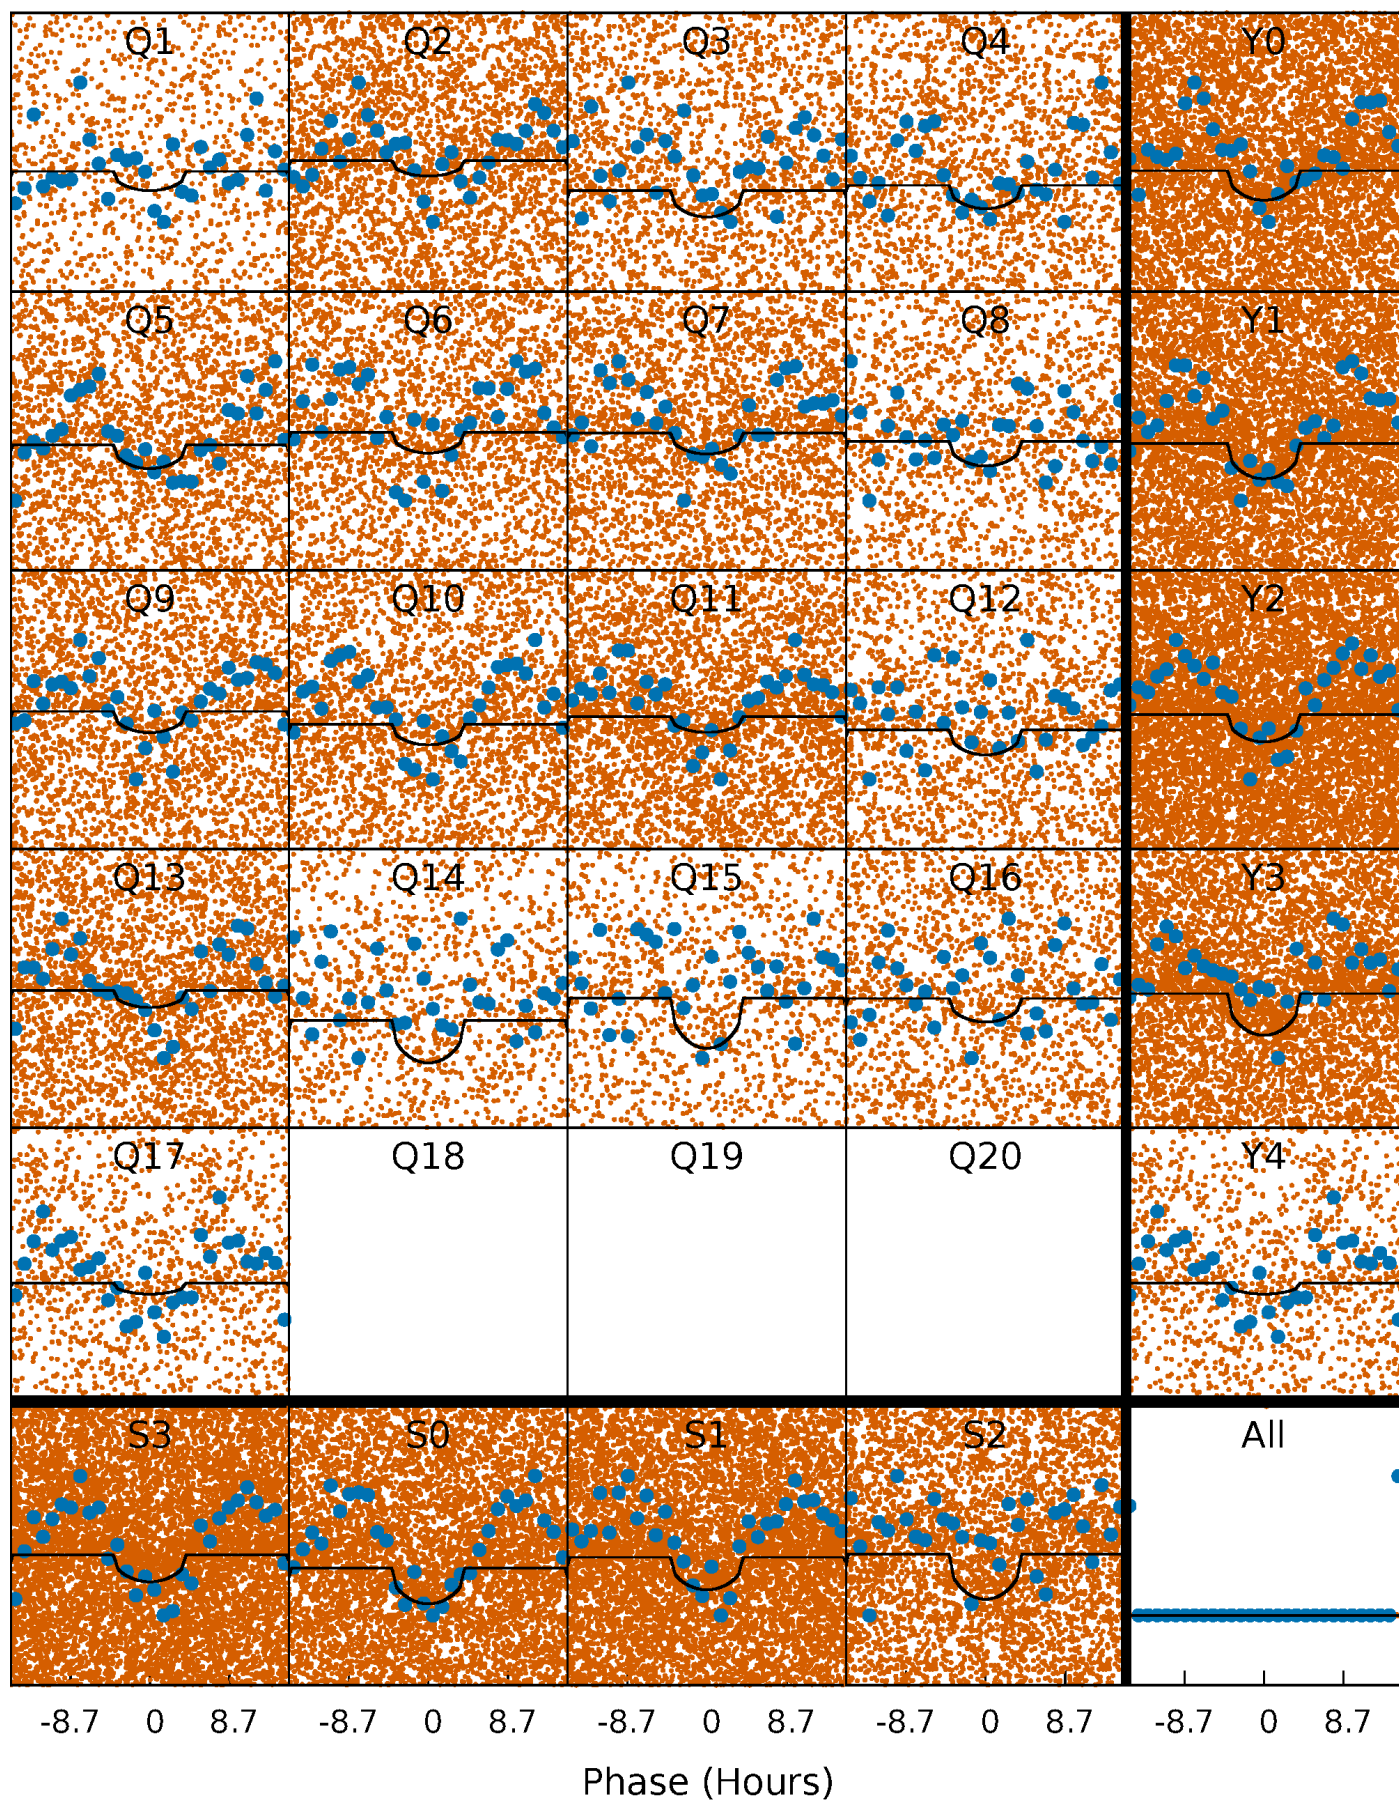 Q1 Q2 Q3 Q4 Y0
Q5 Q6 Q7 Q8 Y1
Q9 Q10 Q11 Q12 Y2
Q13 Q14 Q15 Q16 Y3
Q17 Q18 Q19 Q20 Y4
S3 S0 S1 S2 All
-8.7 0 8.7 -8.7 0 8.7 -8.7 0 8.7 -8.7 0 8.7 -8.7 0 8.7
Phase (Hours)